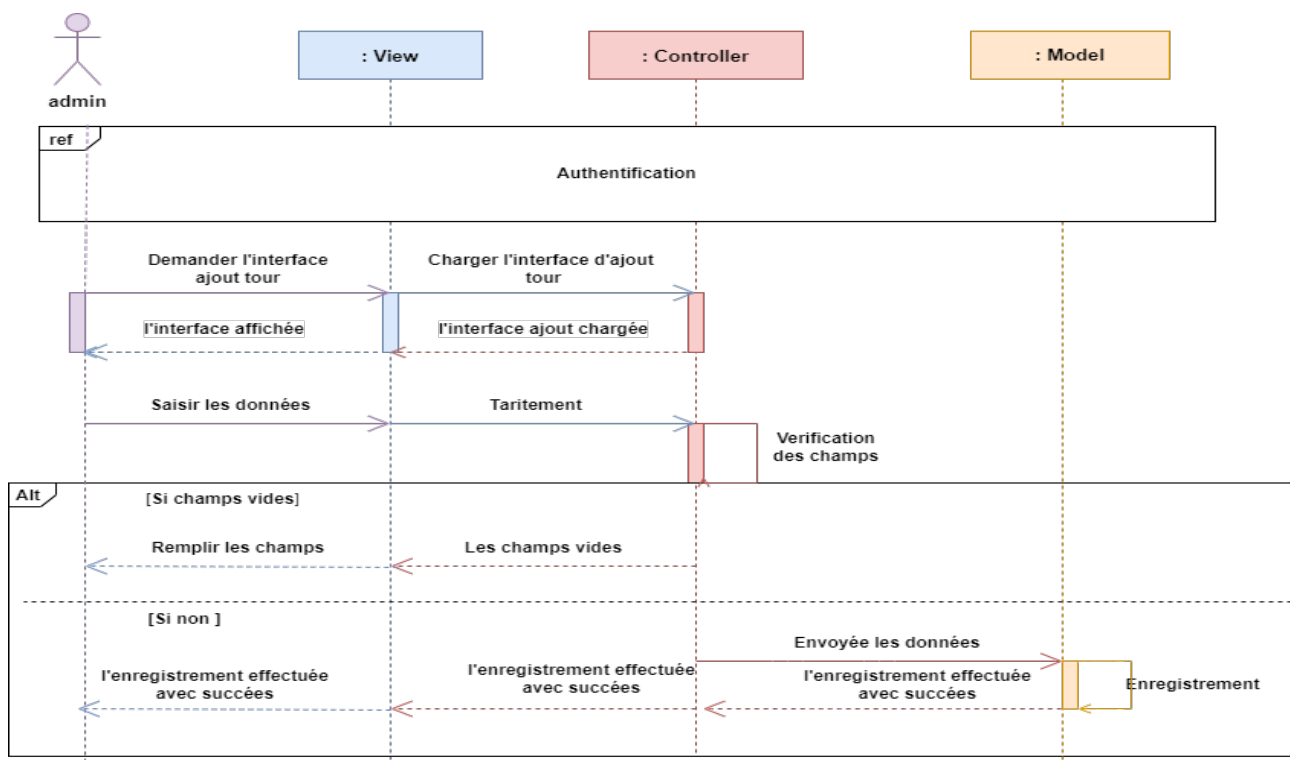 : View
: Controller
: Model
admin
ref
Authentification
Demander l'interface
ajout tour
Charger l'interface d'ajout
tour
l'interface affichée
l'interface ajout chargée
Saisir les données
Taritement
Verification
des champs
Alt
[Si champs vides]
Remplir les champs
Les champs vides
[Si non ]
Envoyée les données
l'enregistrement effectuée
avec succées
l'enregistrement effectuée
avec succées
l'enregistrement effectuée
avec succées
Enregistrement